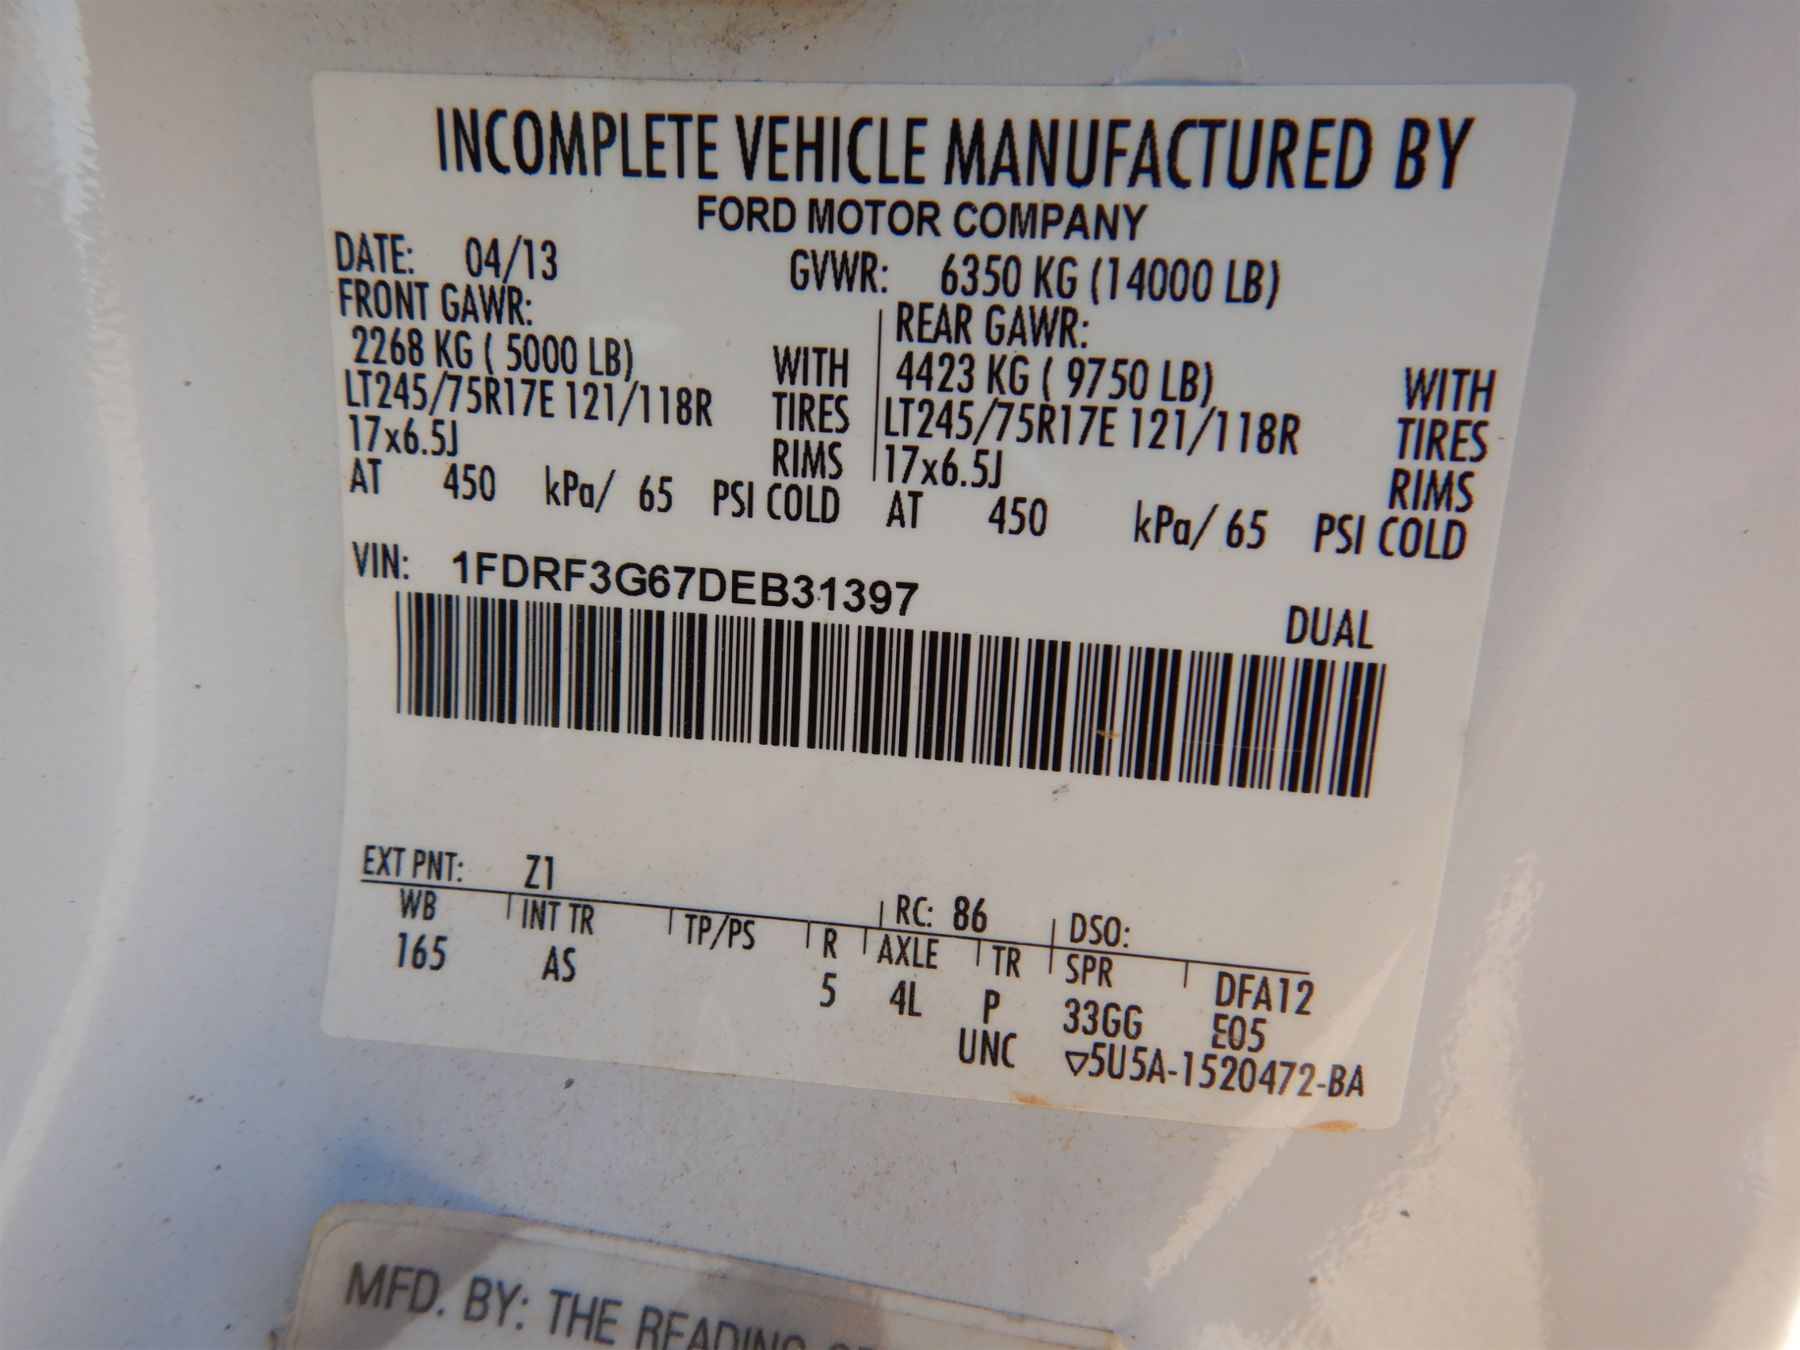 INCOMPLETE VEHICLE MANUFACTURED BY
FORD MOTOR COMPANY
DATE: 04/13 GVWR: 6350 KG (14000 LB)
FRONT GAWR:
2268 KG ( 5000 LB) WITH
LT245/75R17E 121/118R TIRES
17x6.5J RIMS
AT 450 kPa/ 65 PSI COLD
REAR GAWR:
4423 KG ( 9750 LB) WITH
LT245/75R17E 121/118R TIRES
17x6.5J RIMS
AT 450 kPa/ 65 PSI COLD
VIN: 1FDRF3G67DEB31397
DUAL
EXT PNT: Z1 RC: 86 DSO:
WB INT TR TP/PS R AXLE TR SPR DFA12
165 AS 5 4L P 33GG E05
UNC ▽5U5A-1520472-BA
MFD. BY: THE READING